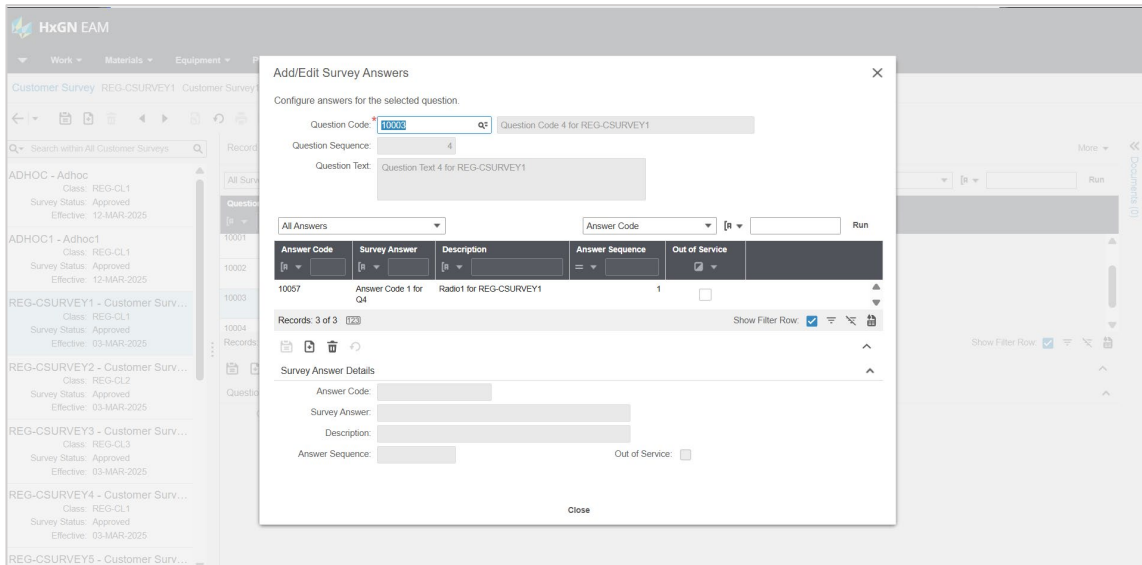 HxGN EAM
Work Materials Equipment P
Customer Survey REG-CSURVEY1 Customer Survey1
Search within All Customer Surveys
Record
More
ADHOC - Adhoc
Class: REG-CL1
Survey Status: Approved
Effective: 12-MAR-2025
ADHOC1 - Adhoc1
Class: REG-CL1
Survey Status: Approved
Effective: 12-MAR-2025
REG-CSURVEY1 - Customer Surv...
Class: REG-CL1
Survey Status: Approved
Effective: 03-MAR-2025
REG-CSURVEY2 - Customer Surv...
Class: REG-CL2
Survey Status: Approved
Effective: 03-MAR-2025
REG-CSURVEY3 - Customer Surv...
Class: REG-CL3
Survey Status: Approved
Effective: 03-MAR-2025
REG-CSURVEY4 - Customer Surv...
Class: REG-CL1
Survey Status: Approved
Effective: 03-MAR-2025
REG-CSURVEY5 - Customer Surv...
All Surv
Run
Questio
10001
10002
10003
10004
Records
Show Filter Row:
Questio
Documents (0)
Add/Edit Survey Answers
Configure answers for the selected question.
Question Code: * 10003 Question Code 4 for REG-CSURVEY1
Question Sequence: 4
Question Text: Question Text 4 for REG-CSURVEY1
All Answers Answer Code Run
Answer Code Survey Answer Description Answer Sequence Out of Service
10057 Answer Code 1 for Radio1 for REG-CSURVEY1 1
Q4
Records: 3 of 3 123 Show Filter Row:
Survey Answer Details
Answer Code:
Survey Answer:
Description:
Answer Sequence: Out of Service:
Close